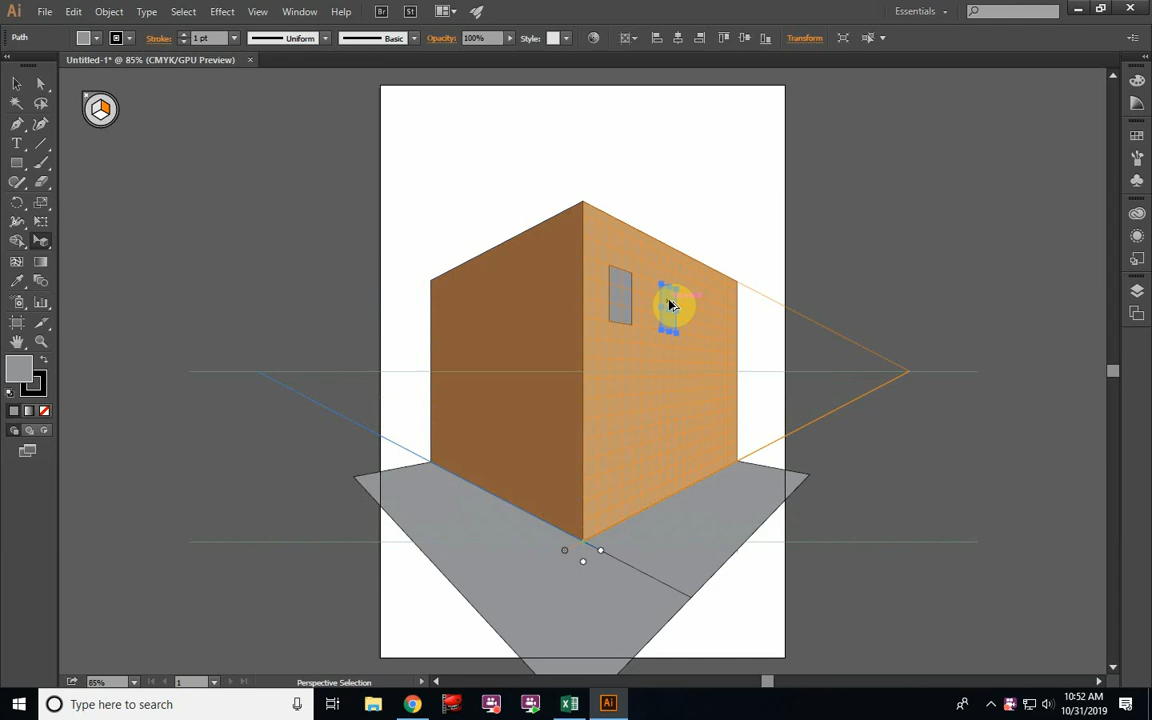 Ai File Edit Object Type Select Effect View Window Help Br St Essentials
Path Stroke: 1 pt Uniform Basic Opacity: 100% Style: Transform
Untitled-1* @ 85% (CMYK/GPU Preview) ×
T
85% 1 Perspective Selection
Type here to search
Ai
10:52 AM
10/31/2019